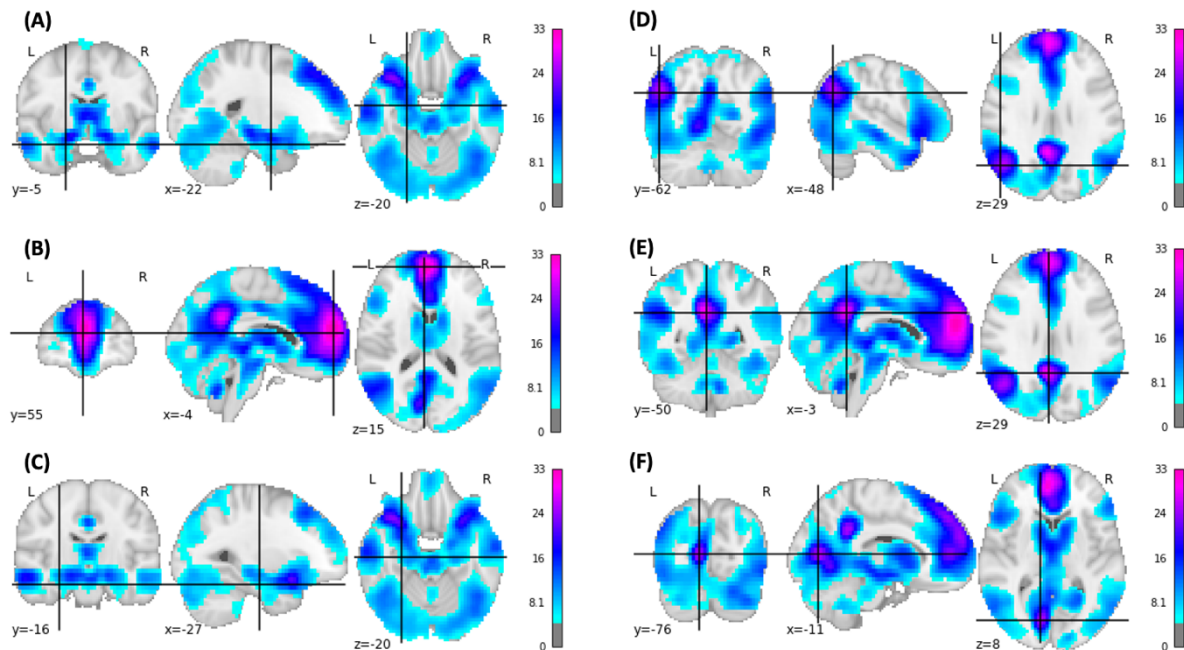 (A)
L R
33
24
16
8.1
0
y=-5 x=-22 z=-20
L R
(B)
L R
33
24
16
8.1
0
y=55 x=-4 z=15
L R
(C)
L R
33
24
16
8.1
0
y=-16 x=-27 z=-20
L R
(D)
L R
33
24
16
8.1
0
y=-62 x=-48 z=29
L R
(E)
L R
33
24
16
8.1
0
y=-50 x=-3 z=29
L R
(F)
L R
33
24
16
8.1
0
y=-76 x=-11 z=8
L R